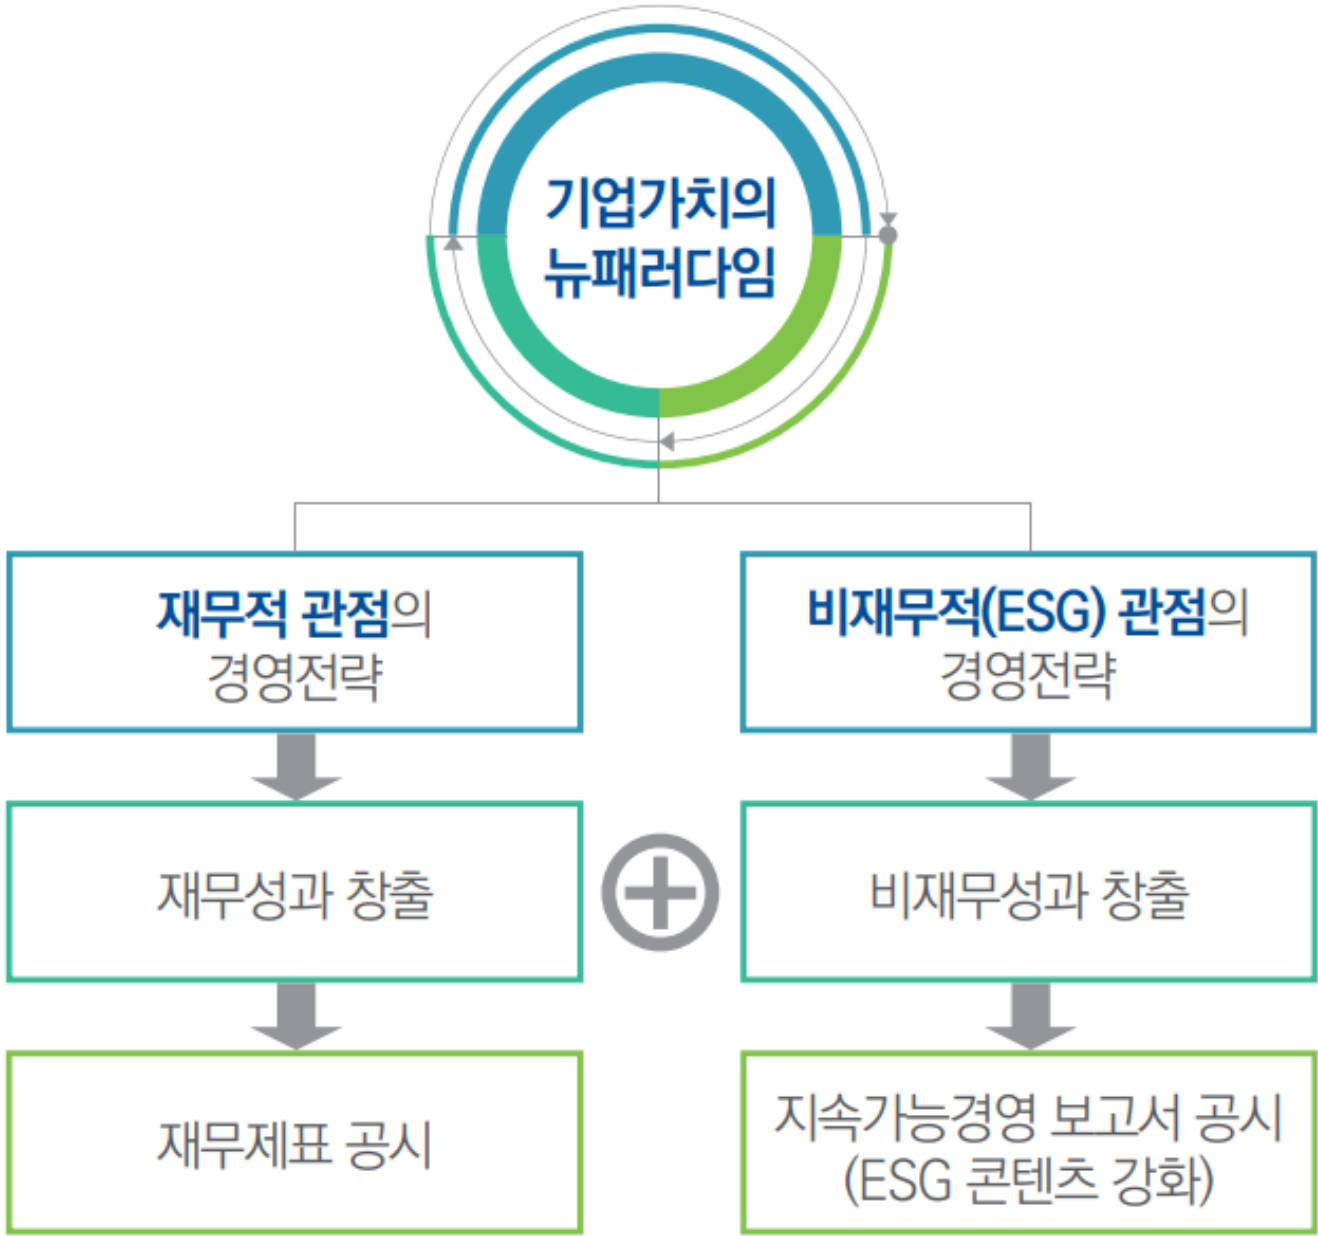 기업가치의
뉴패러다임
재무적 관점의
경영전략
비재무적(ESG) 관점의
경영전략
재무성과 창출
비재무성과 창출
재무제표 공시
지속가능경영 보고서 공시
(ESG 콘텐츠 강화)